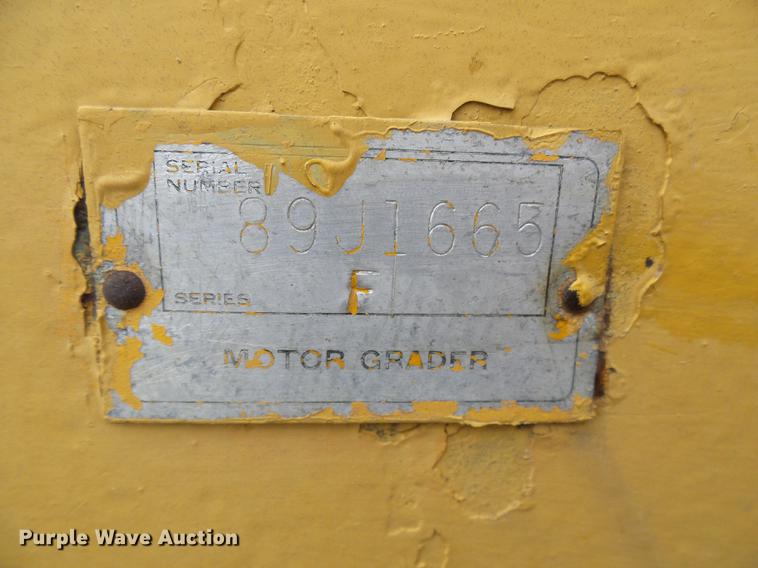 SERIAL
NUMBER
89J1665
SERIES F
MOTOR GRADER
Purple Wave Auction